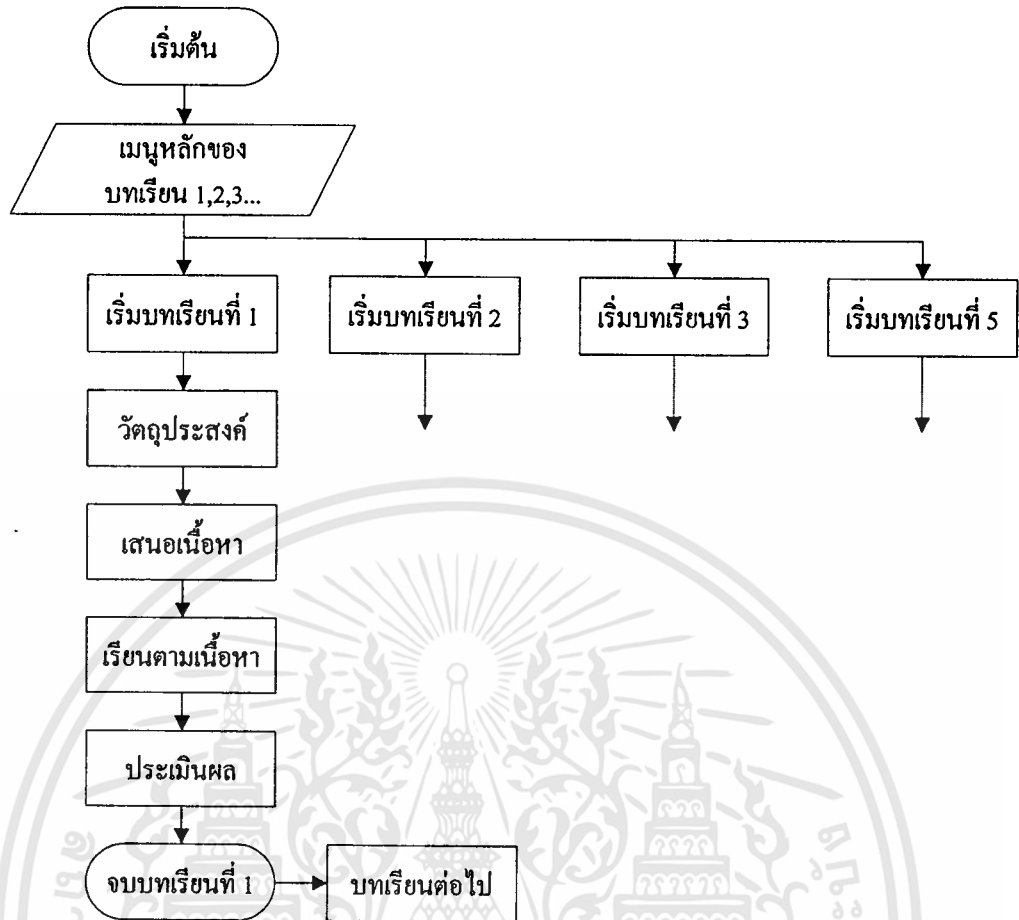 เริ่มต้น
เมนูหลักของ
บทเรียน 1,2,3...
เริ่มบทเรียนที่ 1
เริ่มบทเรียนที่ 2
เริ่มบทเรียนที่ 3
เริ่มบทเรียนที่ 5
วัตถุประสงค์
เสนอเนื้อหา
เรียนตามเนื้อหา
ประเมินผล
จบบทเรียนที่ 1
บทเรียนต่อไป